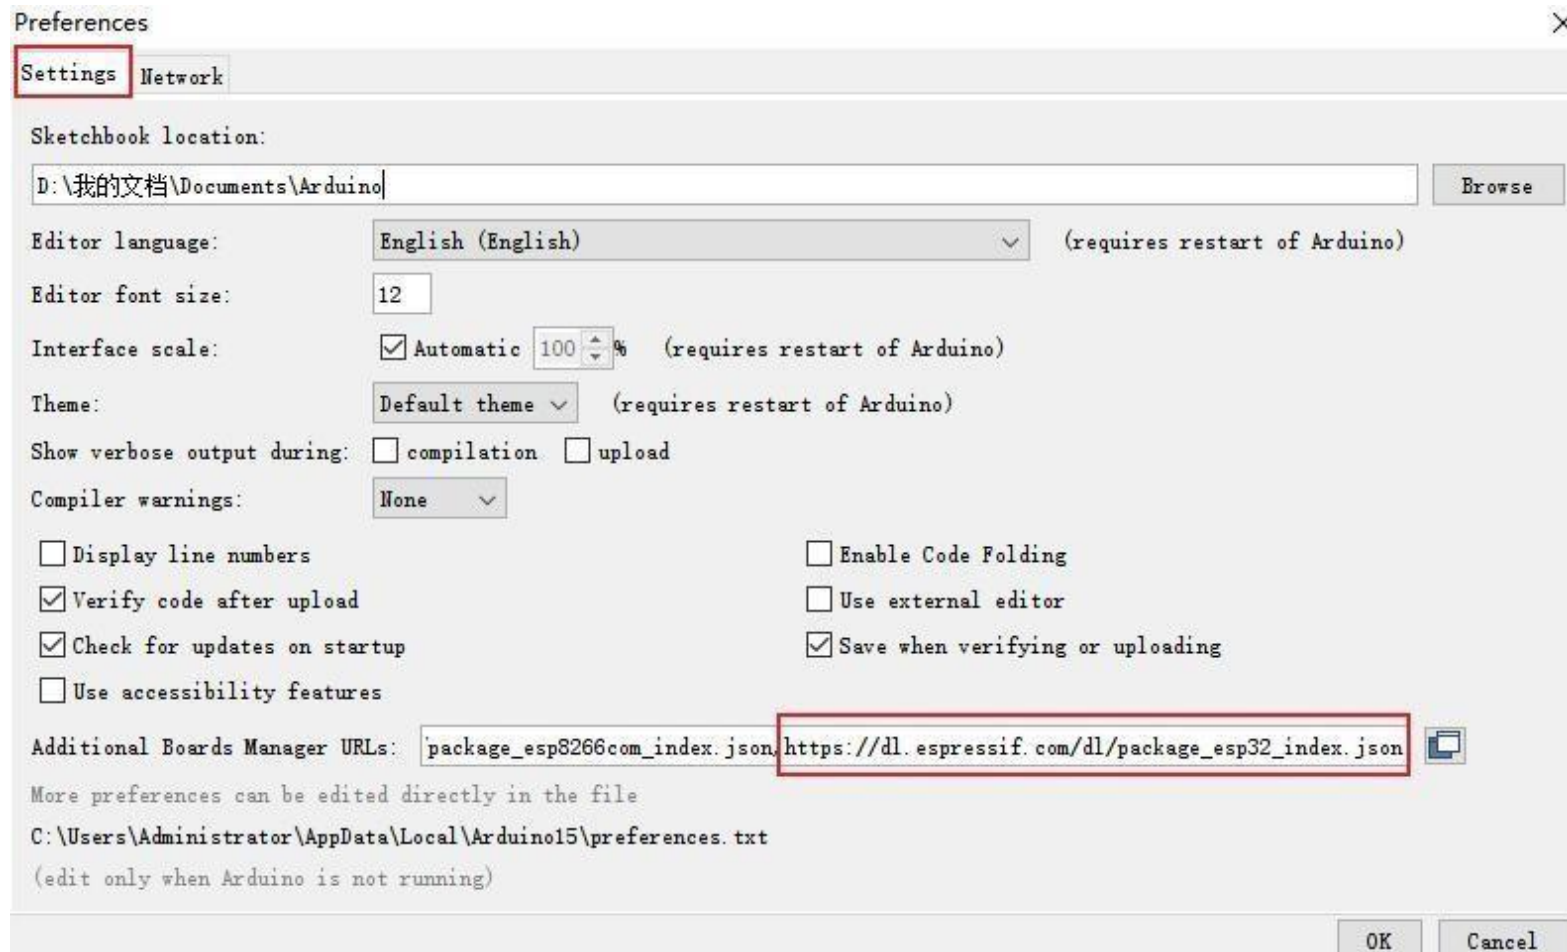 Preferences
Settings Network
Sketchbook location:
D:\我的文档\Documents\Arduino Browse
Editor language: English (English) (requires restart of Arduino)
Editor font size: 12
Interface scale: Automatic 100 % (requires restart of Arduino)
Theme: Default theme (requires restart of Arduino)
Show verbose output during: compilation upload
Compiler warnings: None
Display line numbers Enable Code Folding
Verify code after upload Use external editor
Check for updates on startup Save when verifying or uploading
Use accessibility features
Additional Boards Manager URLs: package_esp8266com_index.json,https://dl.espressif.com/dl/package_esp32_index.json
More preferences can be edited directly in the file
C:\Users\Administrator\AppData\Local\Arduino15\preferences.txt
(edit only when Arduino is not running)
OK Cancel